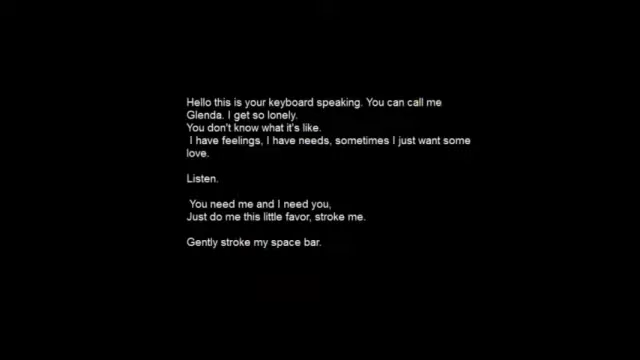 Hello this is your keyboard speaking. You can call me
Glenda. I get so lonely.
You don't know what it's like.
I have feelings, I have needs, sometimes I just want some
love.
Listen.
You need me and I need you,
Just do me this little favor, stroke me.
Gently stroke my space bar.